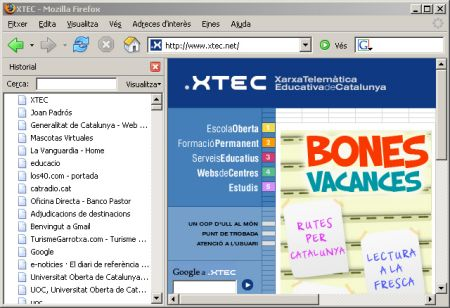 XTEC - Mozilla Firefox
Fitxer Edita Visualitza Vés Adreces d'interès Eines Ajuda
http://www.xtec.net/ Vés G
Historial
Cerca: Visualitza
XTEC
Joan Padrós
Generalitat de Catalunya - Web ...
Mascotas Virtuales
La Vanguardia - Home
educacio
los40.com - portada
catradio.cat
Oficina Directa - Banco Pastor
Adjudicacions de destinacions
Benvingut a Gmail
TurismeGarrotxa.com - Turisme ...
Google
e-noticies · El diari de referència ...
Universitat Oberta de Catalunya...
UOC, Universitat Oberta de Cat...
uoc
.XTEC XarxaTelemàtica
EducativadeCatalunya
EscolaOberta 1
FormacióPermanent 2
ServeisEducatius 3
WebsdeCentres 4
Estudis 5
UN COP D'ULL AL MÓN
PUNT DE TROBADA
ATENCIÓ A L'USUARI
Google a .XTEC
BONES
VACANCES
RUTES
PER
CATALUNYA
LECTURA
A LA
FRESCA